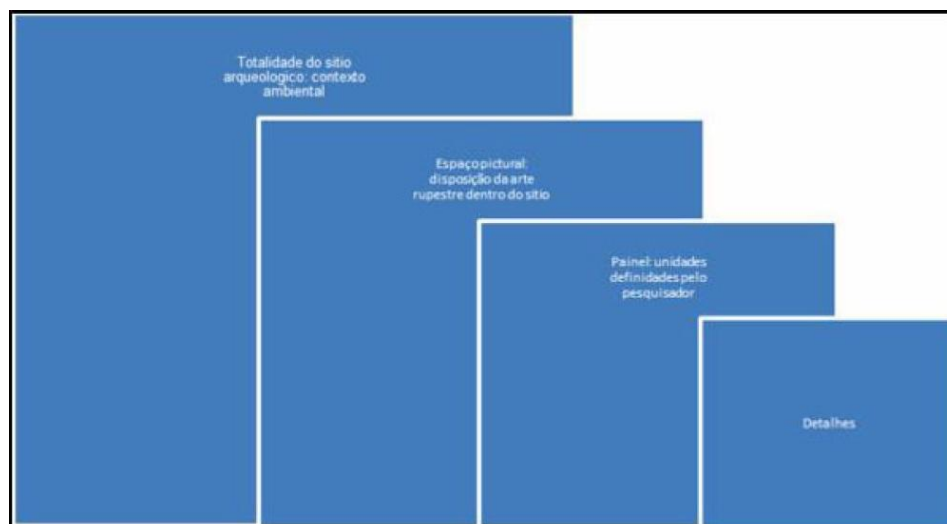 Totalidade do sitio
arqueologico: contexto
ambiental
Espaço pictural:
disposição da arte
rupestre dentro do sitio
Painel: unidades
definidades pelo
pesquisador
Detalhes